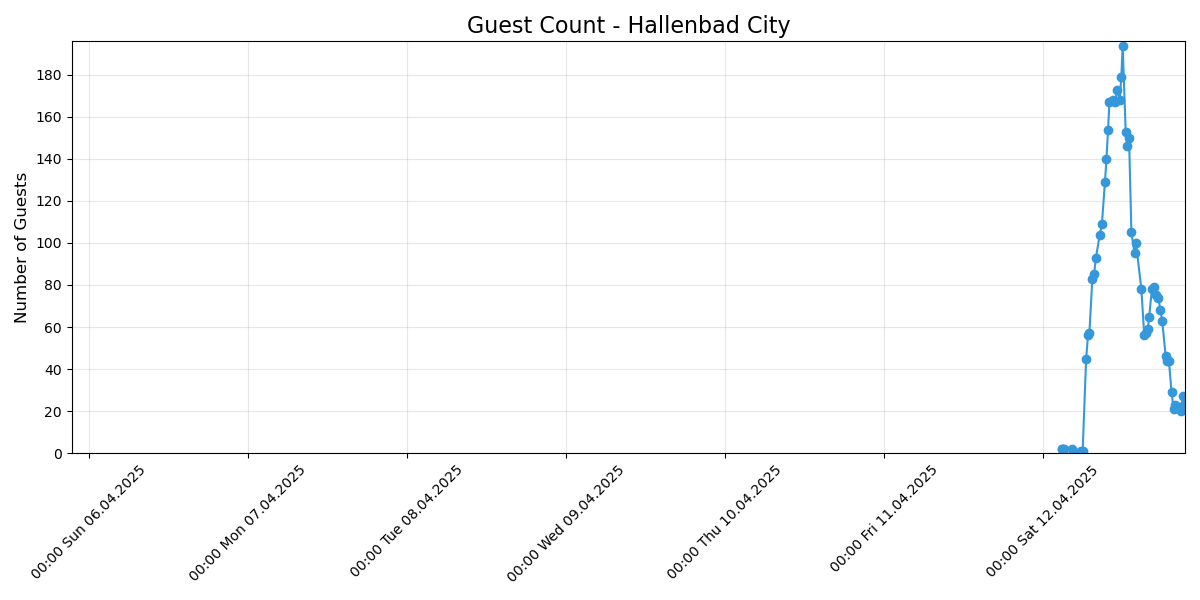 Guest Count - Hallenbad City
Number of Guests
180
160
140
120
100
80
60
40
20
0
00:00 Sun 06.04.2025
00:00 Mon 07.04.2025
00:00 Tue 08.04.2025
00:00 Wed 09.04.2025
00:00 Thu 10.04.2025
00:00 Fri 11.04.2025
00:00 Sat 12.04.2025